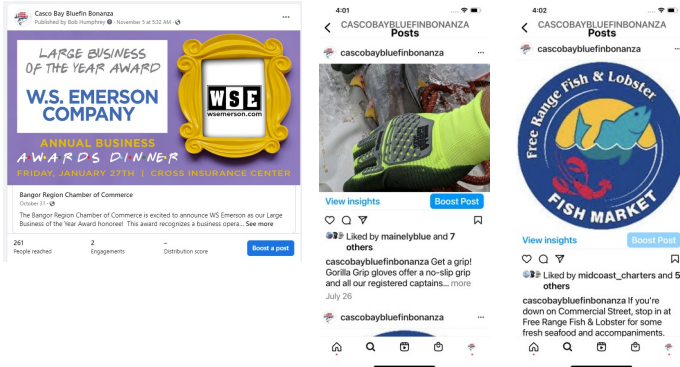 Casco Bay Bluefin Bonanza
Published by Bob Humphrey · November 5 at 5:32 AM ·
LARGE BUSINESS
OF THE YEAR AWARD
W.S. EMERSON
COMPANY
WSE
wsemerson.com
ANNUAL BUSINESS
A·W·A·R·D·S D·I·N·N·E·R
FRIDAY, JANUARY 27TH | CROSS INSURANCE CENTER
Bangor Region Chamber of Commerce
October 31 ·
The Bangor Region Chamber of Commerce is excited to announce WS Emerson as our Large
Business of the Year Award honoree! This award recognizes a business opera... See more
261
People reached
2
Engagements
–
Distribution score
Boost a post
4:01
CASCOBAYBLUEFINBONANZA
Posts
cascobaybluefinbonanza
View insights
Boost Post
Liked by mainelyblue and 7
others
cascobaybluefinbonanza Get a grip!
Gorilla Grip gloves offer a no-slip grip
and all our registered captains... more
July 26
cascobaybluefinbonanza
4:02
CASCOBAYBLUEFINBONANZA
Posts
cascobaybluefinbonanza
Free Range Fish & Lobster
FISH MARKET
View insights
Boost Pos
Liked by midcoast_charters and 5
others
cascobaybluefinbonanza If you're
down on Commercial Street, stop in at
Free Range Fish & Lobster for some
fresh seafood and accompaniments.